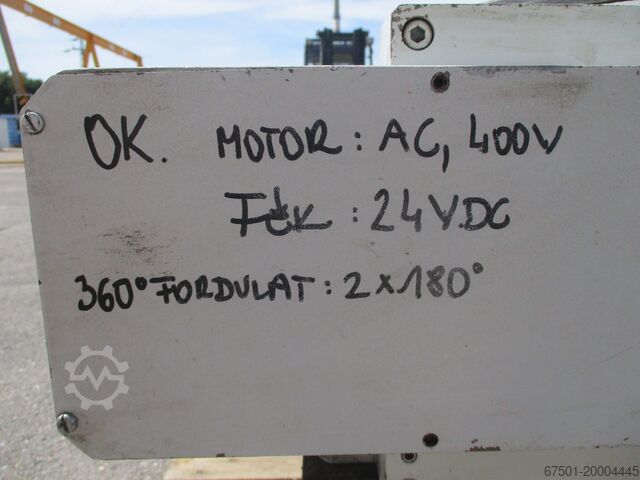 OK. MOTOR: AC, 400V
FÉK: 24V.DC
360° FORDULAT: 2X180°
67501-20004445